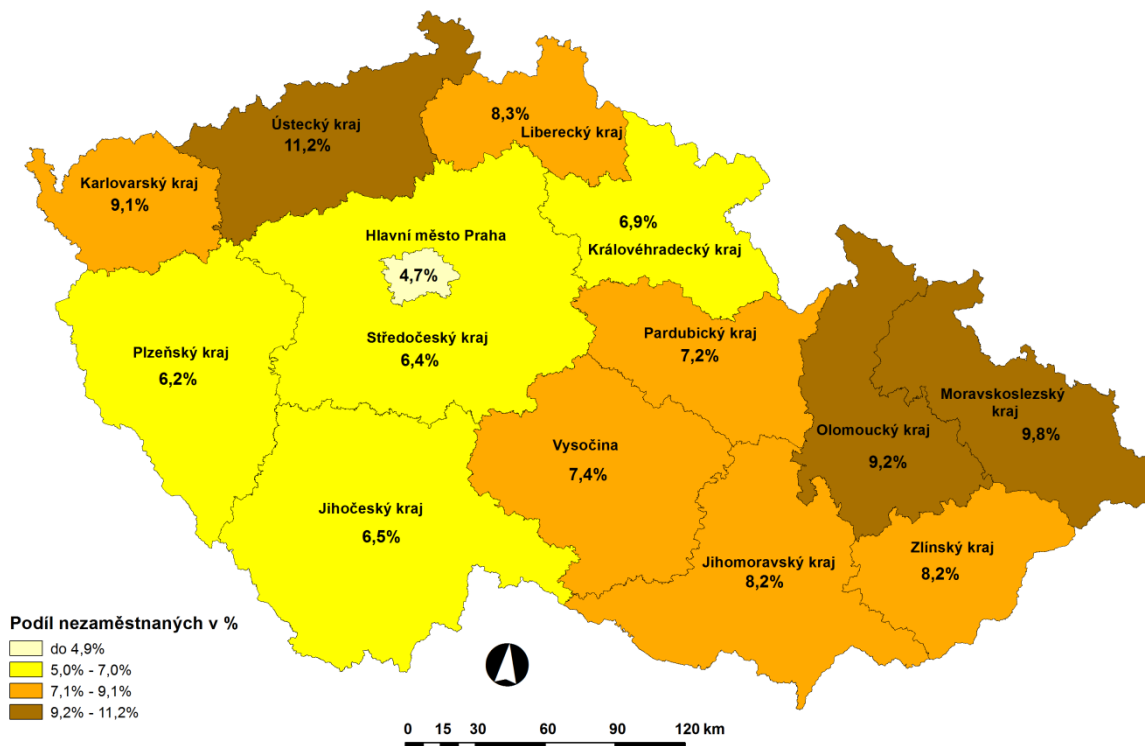 Ústecký kraj
11,2%
8,3%
Liberecký kraj
Karlovarský kraj
9,1%
6,9%
Královéhradecký kraj
Hlavní město Praha
4,7%
Plzeňský kraj
6,2%
Středočeský kraj
6,4%
Pardubický kraj
7,2%
Moravskoslezský
kraj
9,8%
Olomoucký kraj
9,2%
Vysočina
7,4%
Jihočeský kraj
6,5%
Jihomoravský kraj
8,2%
Zlínský kraj
8,2%
Podíl nezaměstnaných v %
do 4,9%
5,0% - 7,0%
7,1% - 9,1%
9,2% - 11,2%
0 15 30 60 90 120 km